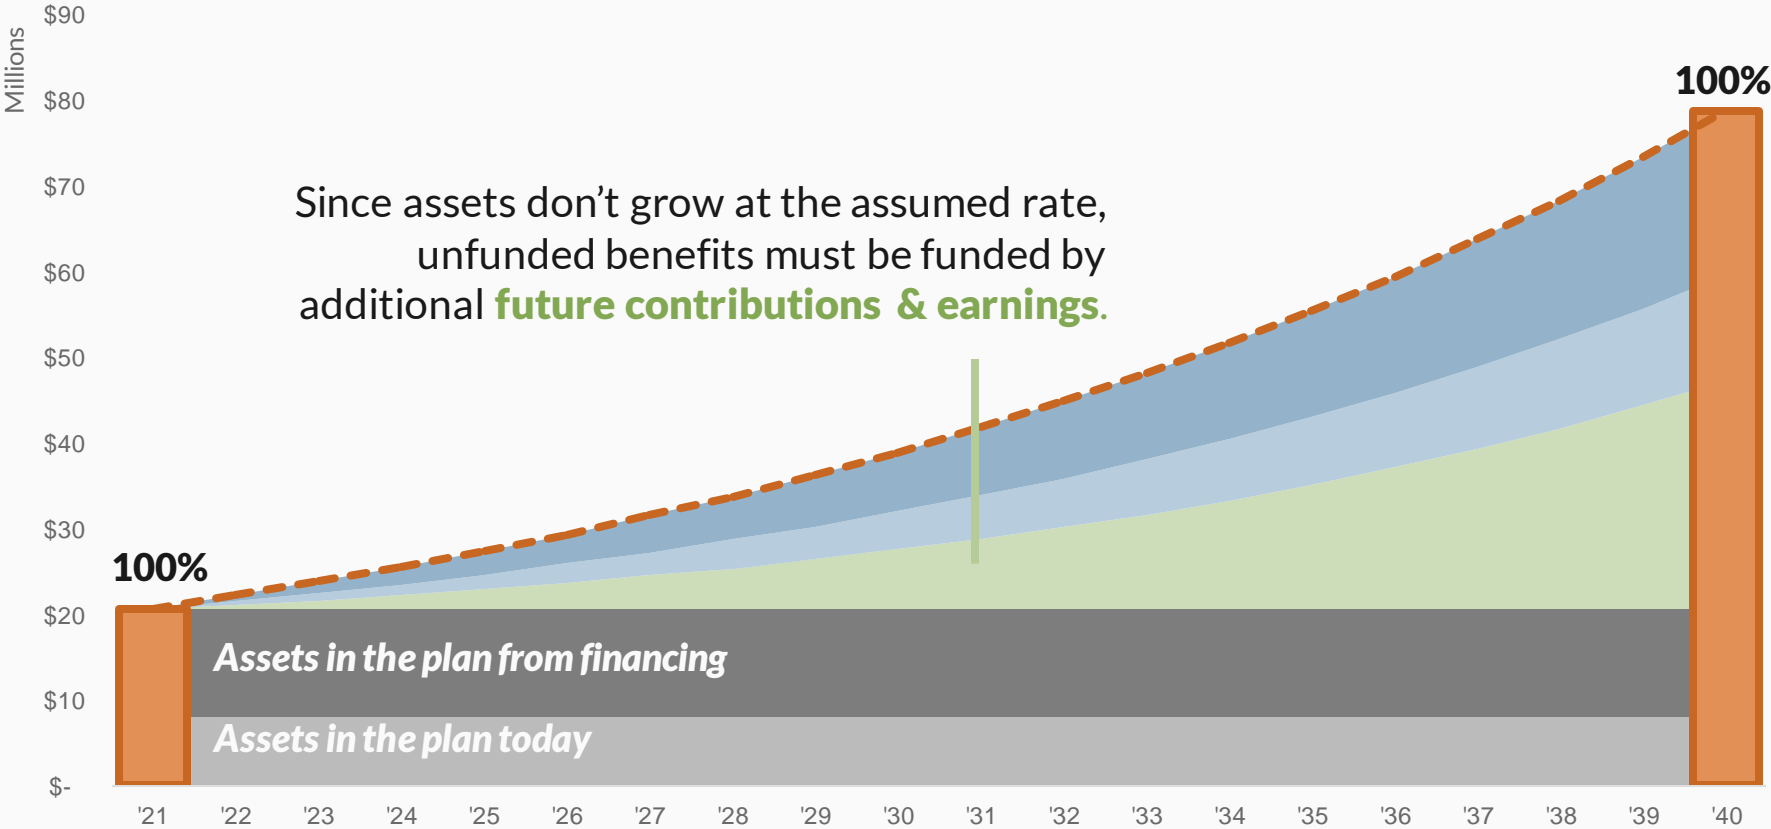 Millions
$90
$80
$70
$60
$50
$40
$30
$20
$10
$-
100%
Since assets don’t grow at the assumed rate,
unfunded benefits must be funded by
additional future contributions & earnings.
100%
Assets in the plan from financing
Assets in the plan today
'21 '22 '23 '24 '25 '26 '27 '28 '29 '30 '31 '32 '33 '34 '35 '36 '37 '38 '39 '40